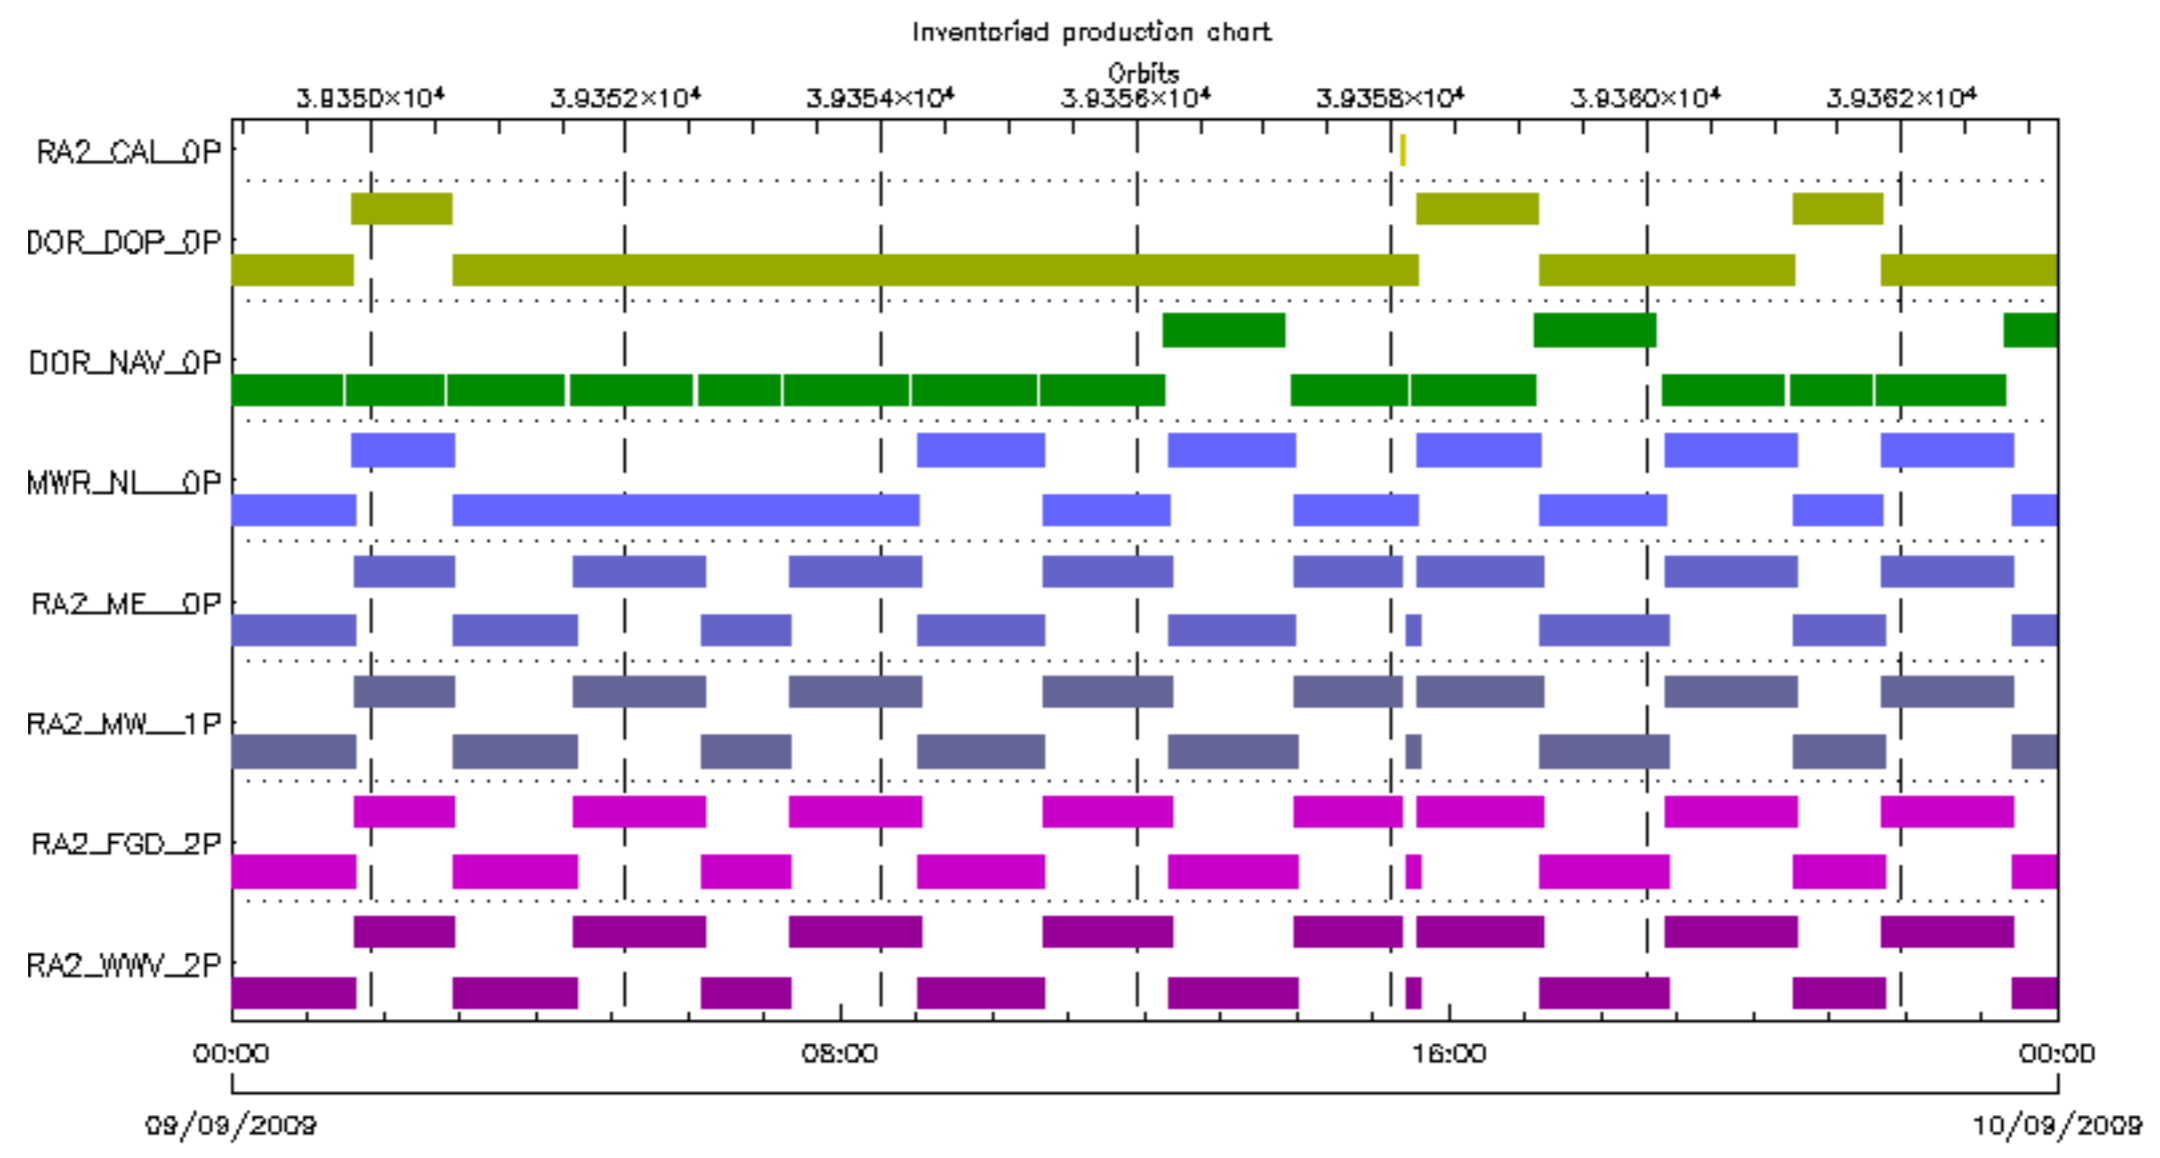 Inventoried production chart
Orbits
3.9350×10⁴ 3.9352×10⁴ 3.9354×10⁴ 3.9356×10⁴ 3.9358×10⁴ 3.9360×10⁴ 3.9362×10⁴
RA2_CAL_0P
DOR_DOP_0P
DOR_NAV_0P
MWR_NL__0P
RA2_ME__0P
RA2_MW__1P
RA2_FGD_2P
RA2_WWV_2P
00:00 08:00 16:00 00:00
09/09/2009 10/09/2009